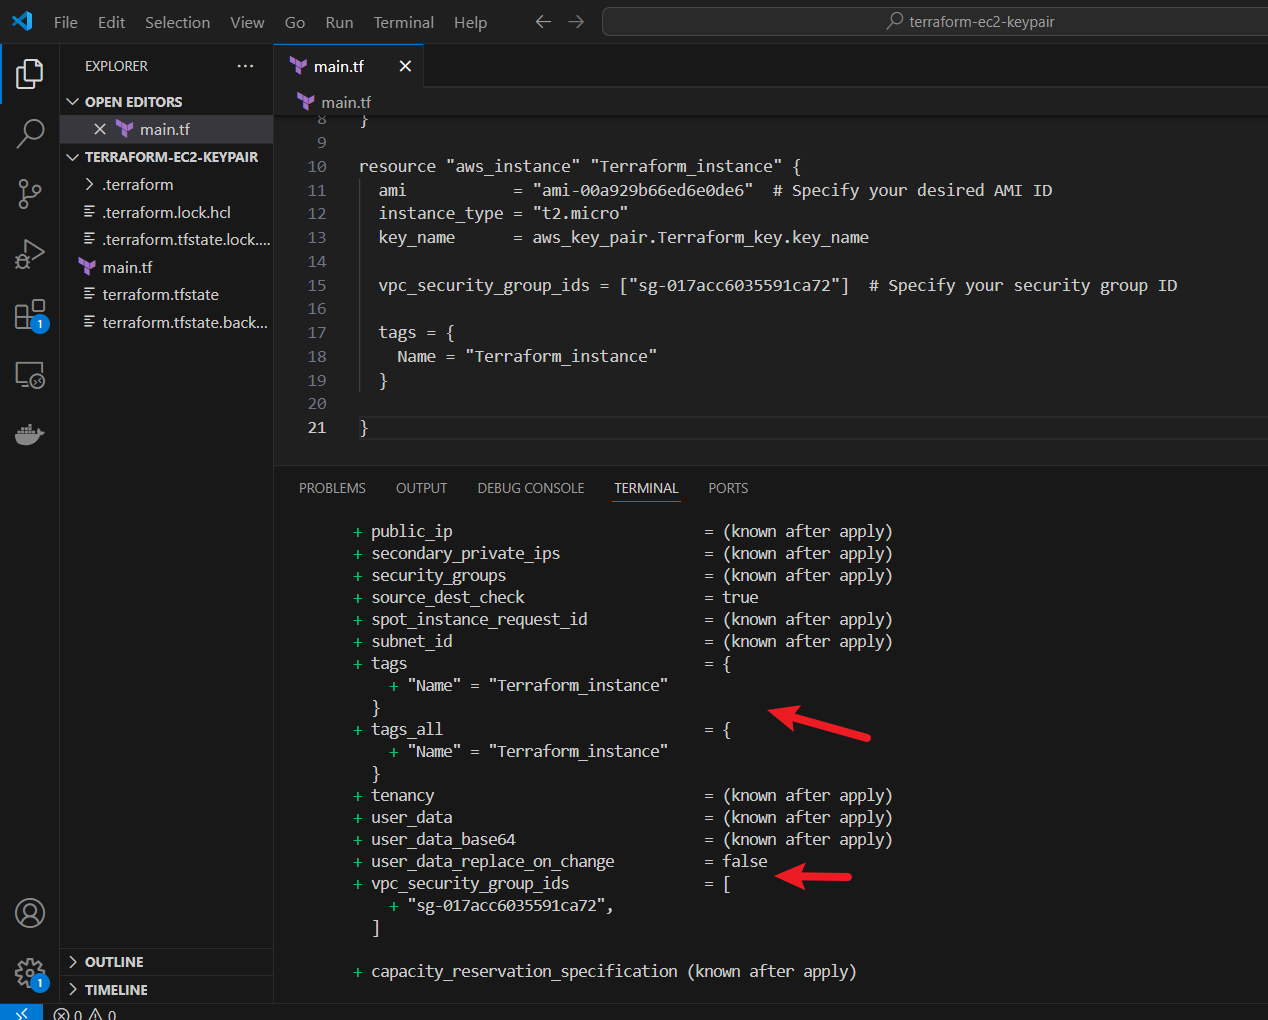 File Edit Selection View Go Run Terminal Help terraform-ec2-keypair
EXPLORER
OPEN EDITORS
main.tf
TERRAFORM-EC2-KEYPAIR
.terraform
.terraform.lock.hcl
.terraform.tfstate.lock....
main.tf
terraform.tfstate
terraform.tfstate.back...
OUTLINE
TIMELINE
1
1
main.tf
main.tf
8 }
9
10 resource "aws_instance" "Terraform_instance" {
11 ami = "ami-00a929b66ed6e0de6" # Specify your desired AMI ID
12 instance_type = "t2.micro"
13 key_name = aws_key_pair.Terraform_key.key_name
14
15 vpc_security_group_ids = ["sg-017acc6035591ca72"] # Specify your security group ID
16
17 tags = {
18 Name = "Terraform_instance"
19 }
20
21 }
PROBLEMS OUTPUT DEBUG CONSOLE TERMINAL PORTS
+ public_ip = (known after apply)
+ secondary_private_ips = (known after apply)
+ security_groups = (known after apply)
+ source_dest_check = true
+ spot_instance_request_id = (known after apply)
+ subnet_id = (known after apply)
+ tags = {
+ "Name" = "Terraform_instance"
}
+ tags_all = {
+ "Name" = "Terraform_instance"
}
+ tenancy = (known after apply)
+ user_data = (known after apply)
+ user_data_base64 = (known after apply)
+ user_data_replace_on_change = false
+ vpc_security_group_ids = [
+ "sg-017acc6035591ca72",
]
+ capacity_reservation_specification (known after apply)
0 0